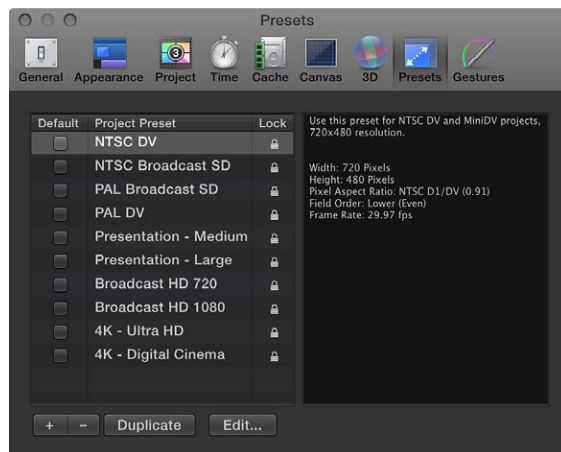 Presets
General Appearance Project Time Cache Canvas 3D Presets Gestures
3
Default Project Preset Lock
NTSC DV
NTSC Broadcast SD
PAL Broadcast SD
PAL DV
Presentation - Medium
Presentation - Large
Broadcast HD 720
Broadcast HD 1080
4K - Ultra HD
4K - Digital Cinema
Use this preset for NTSC DV and MiniDV projects,
720x480 resolution.
Width: 720 Pixels
Height: 480 Pixels
Pixel Aspect Ratio: NTSC D1/DV (0.91)
Field Order: Lower (Even)
Frame Rate: 29.97 fps
+ - Duplicate Edit...